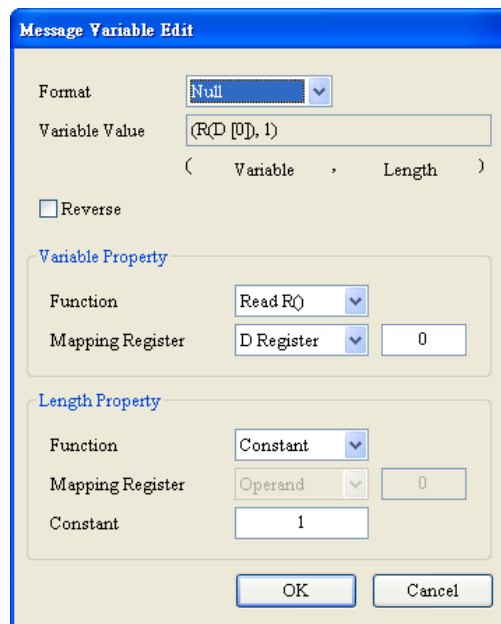 Message Variable Edit
Format Null
Variable Value (R(D [0]), 1)
( Variable , Length )
Reverse
Variable Property
Function Read R()
Mapping Register D Register 0
Length Property
Function Constant
Mapping Register Operand 0
Constant 1
OK Cancel